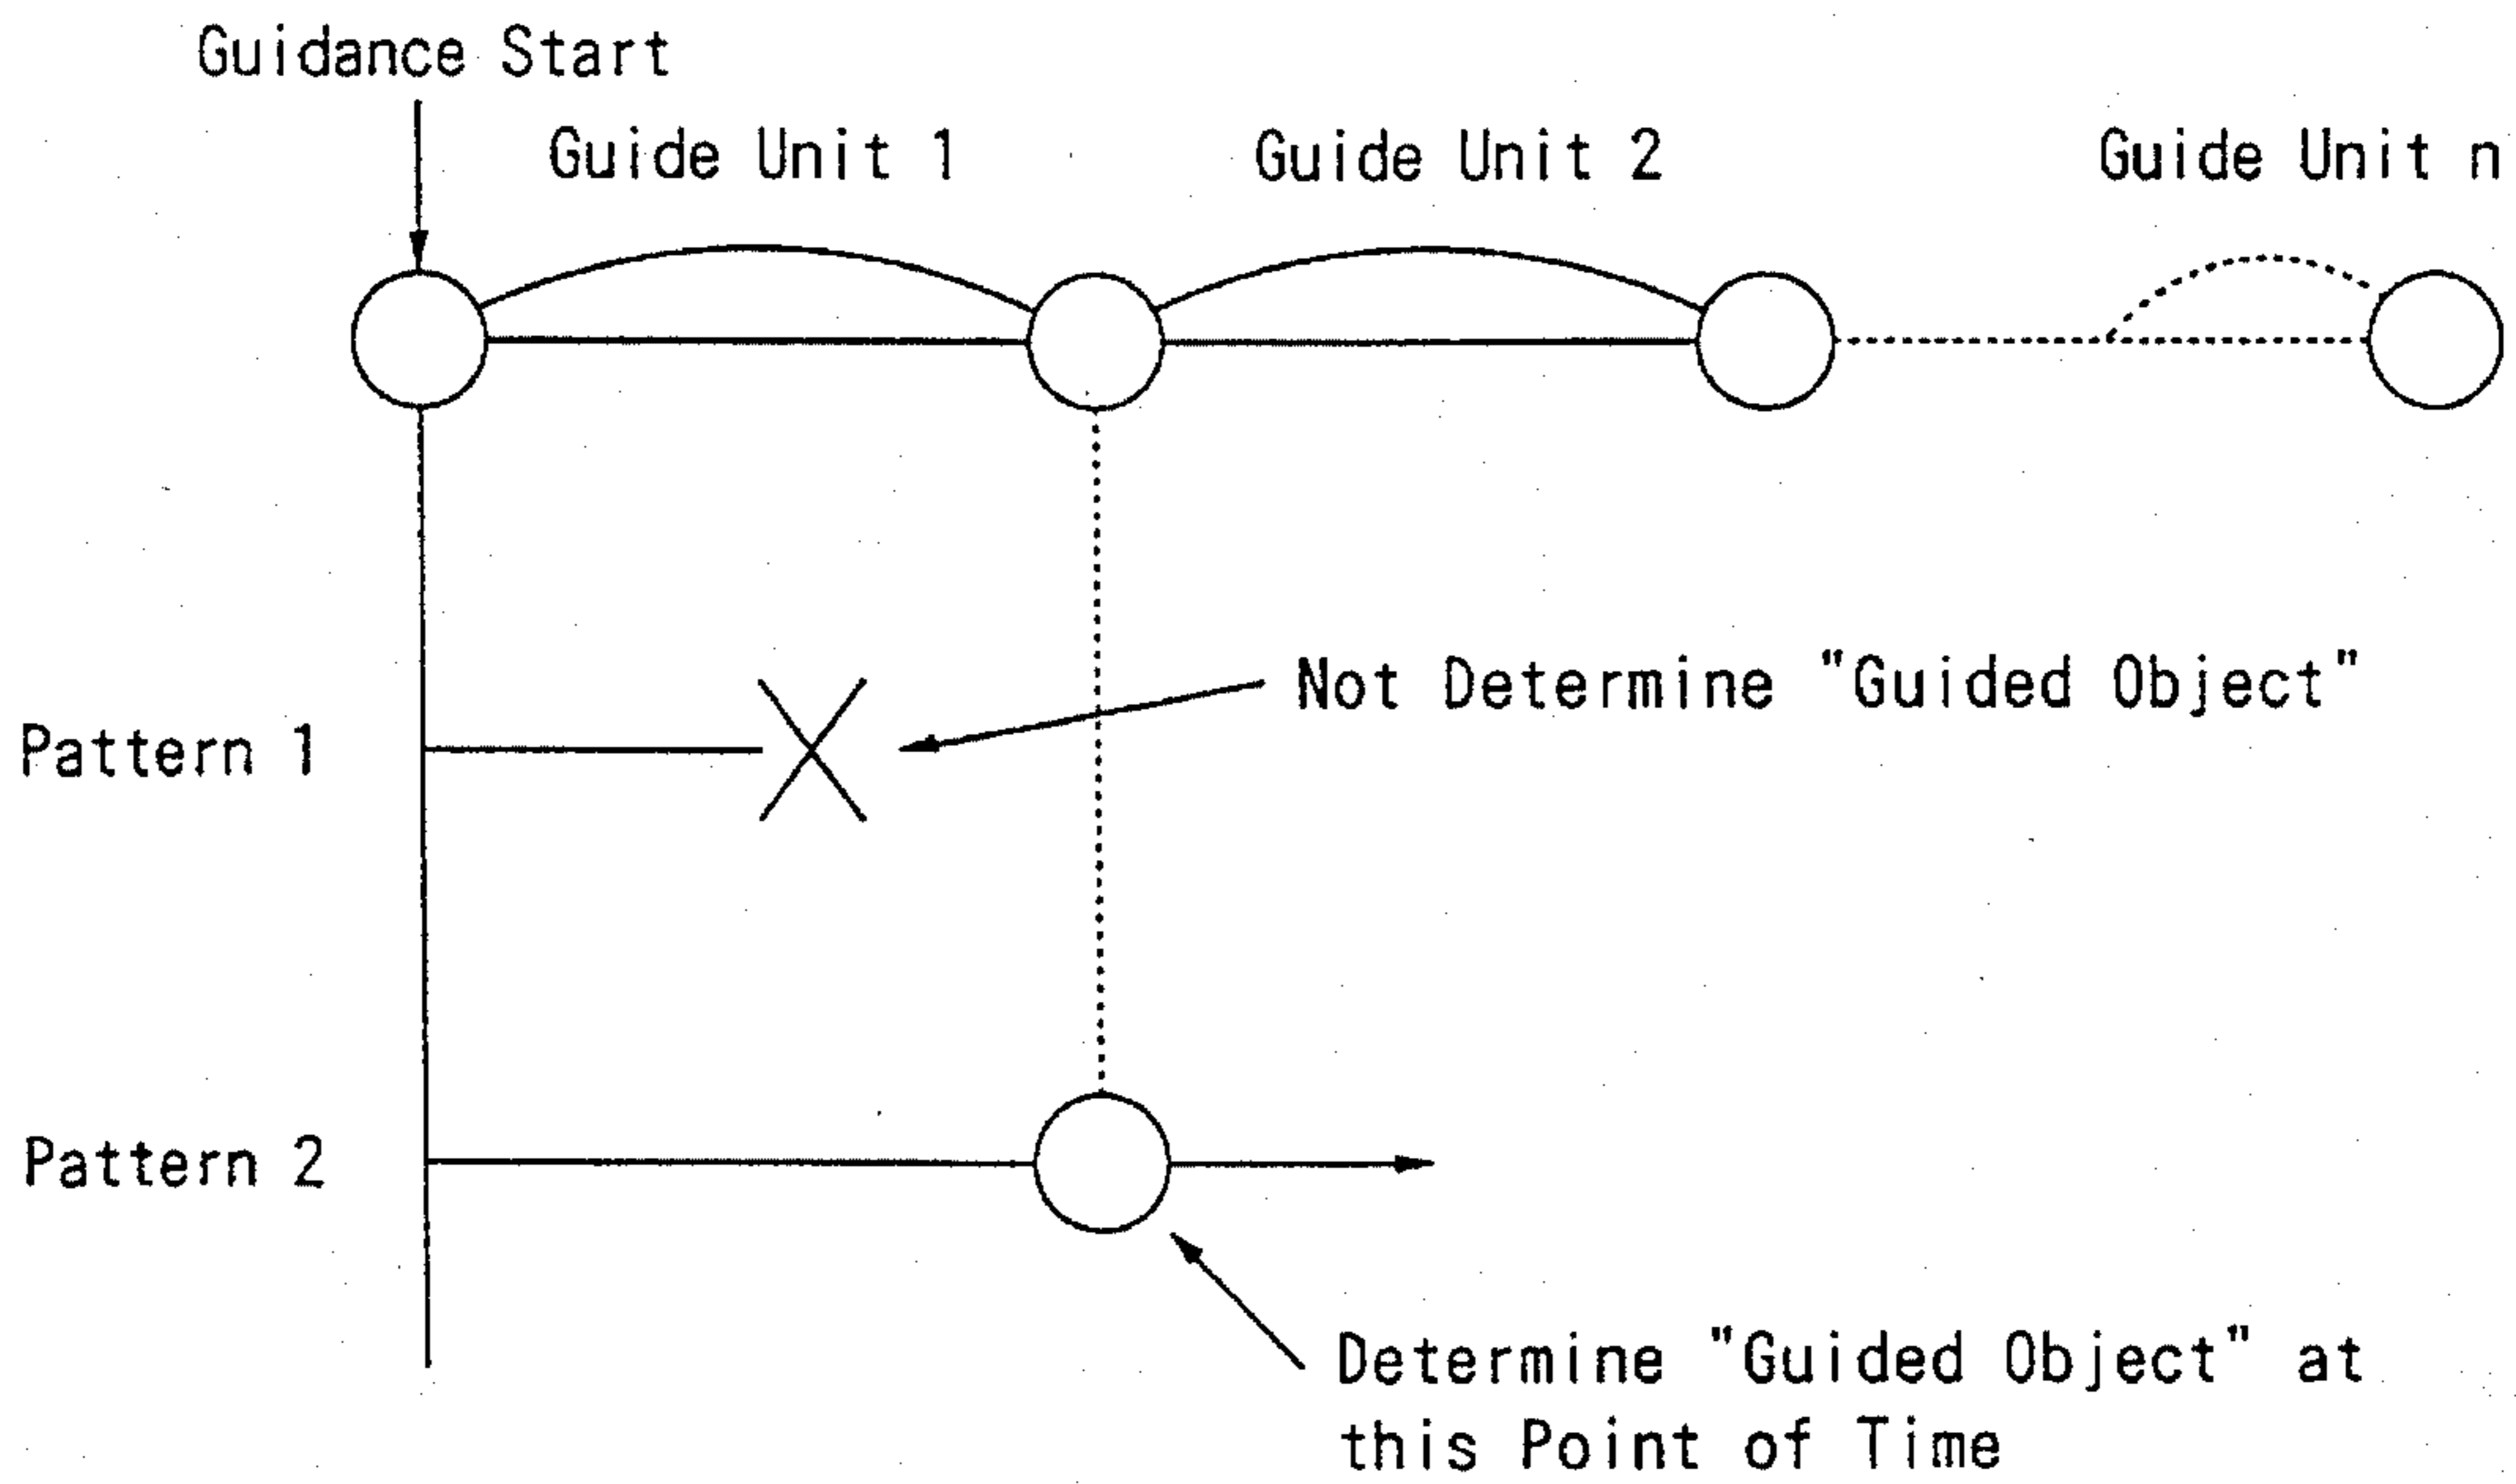 Guidance Start
Guide Unit 1
Guide Unit 2
Guide Unit n
Not Determine "Guided Object"
Pattern 1
Pattern 2
Determine "Guided Object" at
this Point of Time